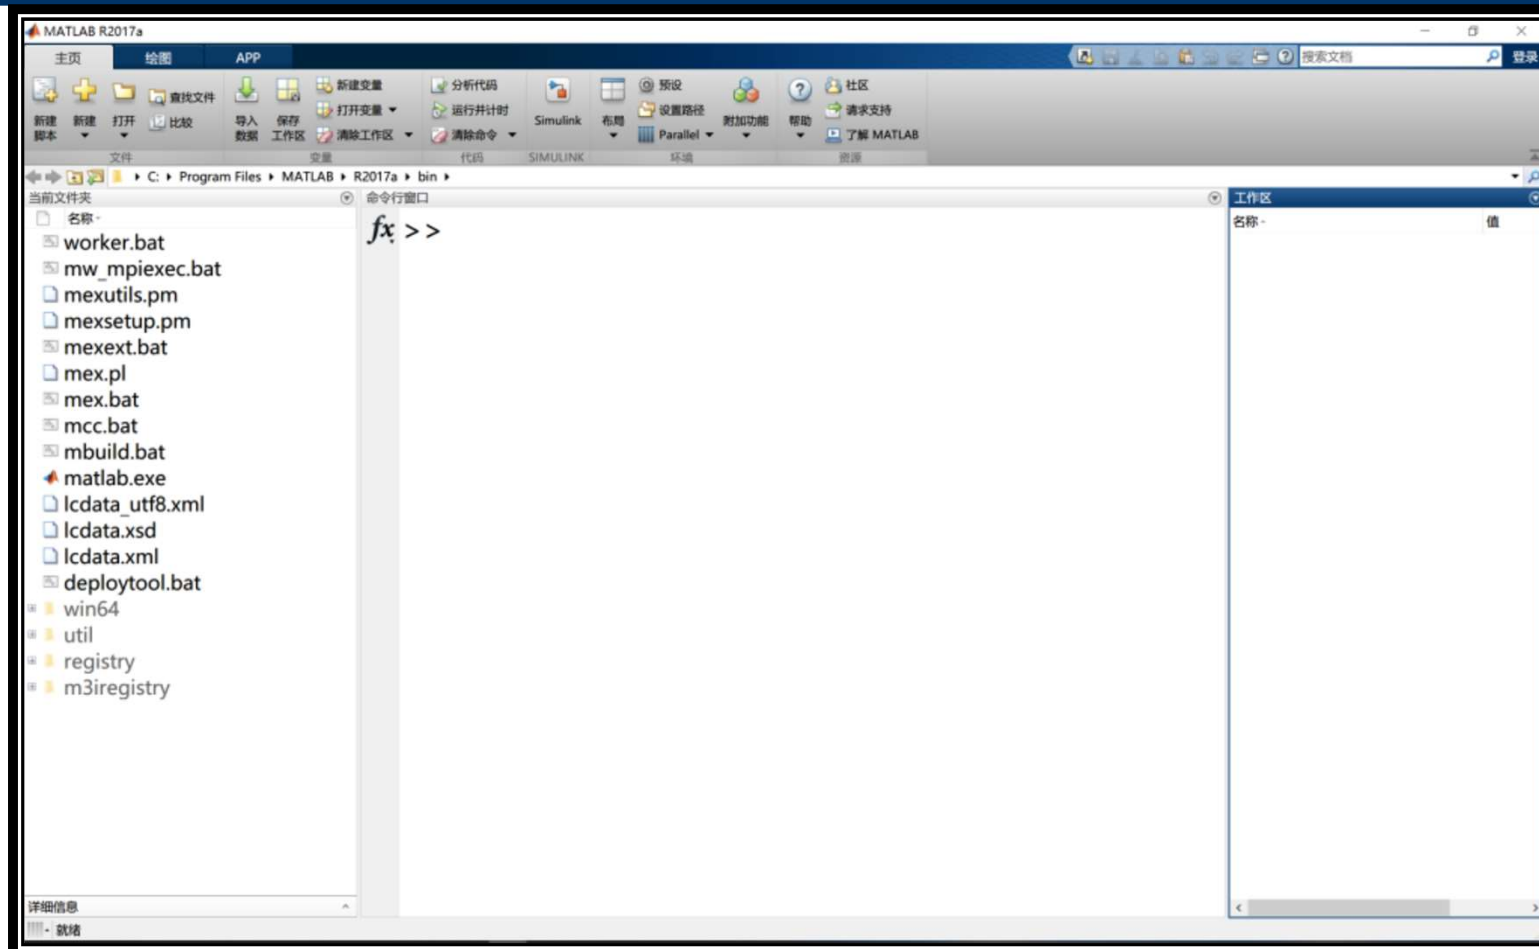 MATLAB R2017a
主页 绘图 APP 搜索文档 登录
新建脚本 新建 打开 查找文件 比较
导入数据 保存工作区 新建变量 打开变量 清除工作区
分析代码 运行并计时 清除命令
Simulink
布局 预设 设置路径 Parallel 附加功能
帮助 社区 请求支持 了解 MATLAB
文件 变量 代码 SIMULINK 环境 资源
C: Program Files MATLAB R2017a bin
当前文件夹 命令行窗口 工作区
名称 名称 值
fx >>
worker.bat
mw_mpiexec.bat
mexutils.pm
mexsetup.pm
mexext.bat
mex.pl
mex.bat
mcc.bat
mbuild.bat
matlab.exe
lcdata_utf8.xml
lcdata.xsd
lcdata.xml
deploytool.bat
win64
util
registry
m3iregistry
详细信息
就绪